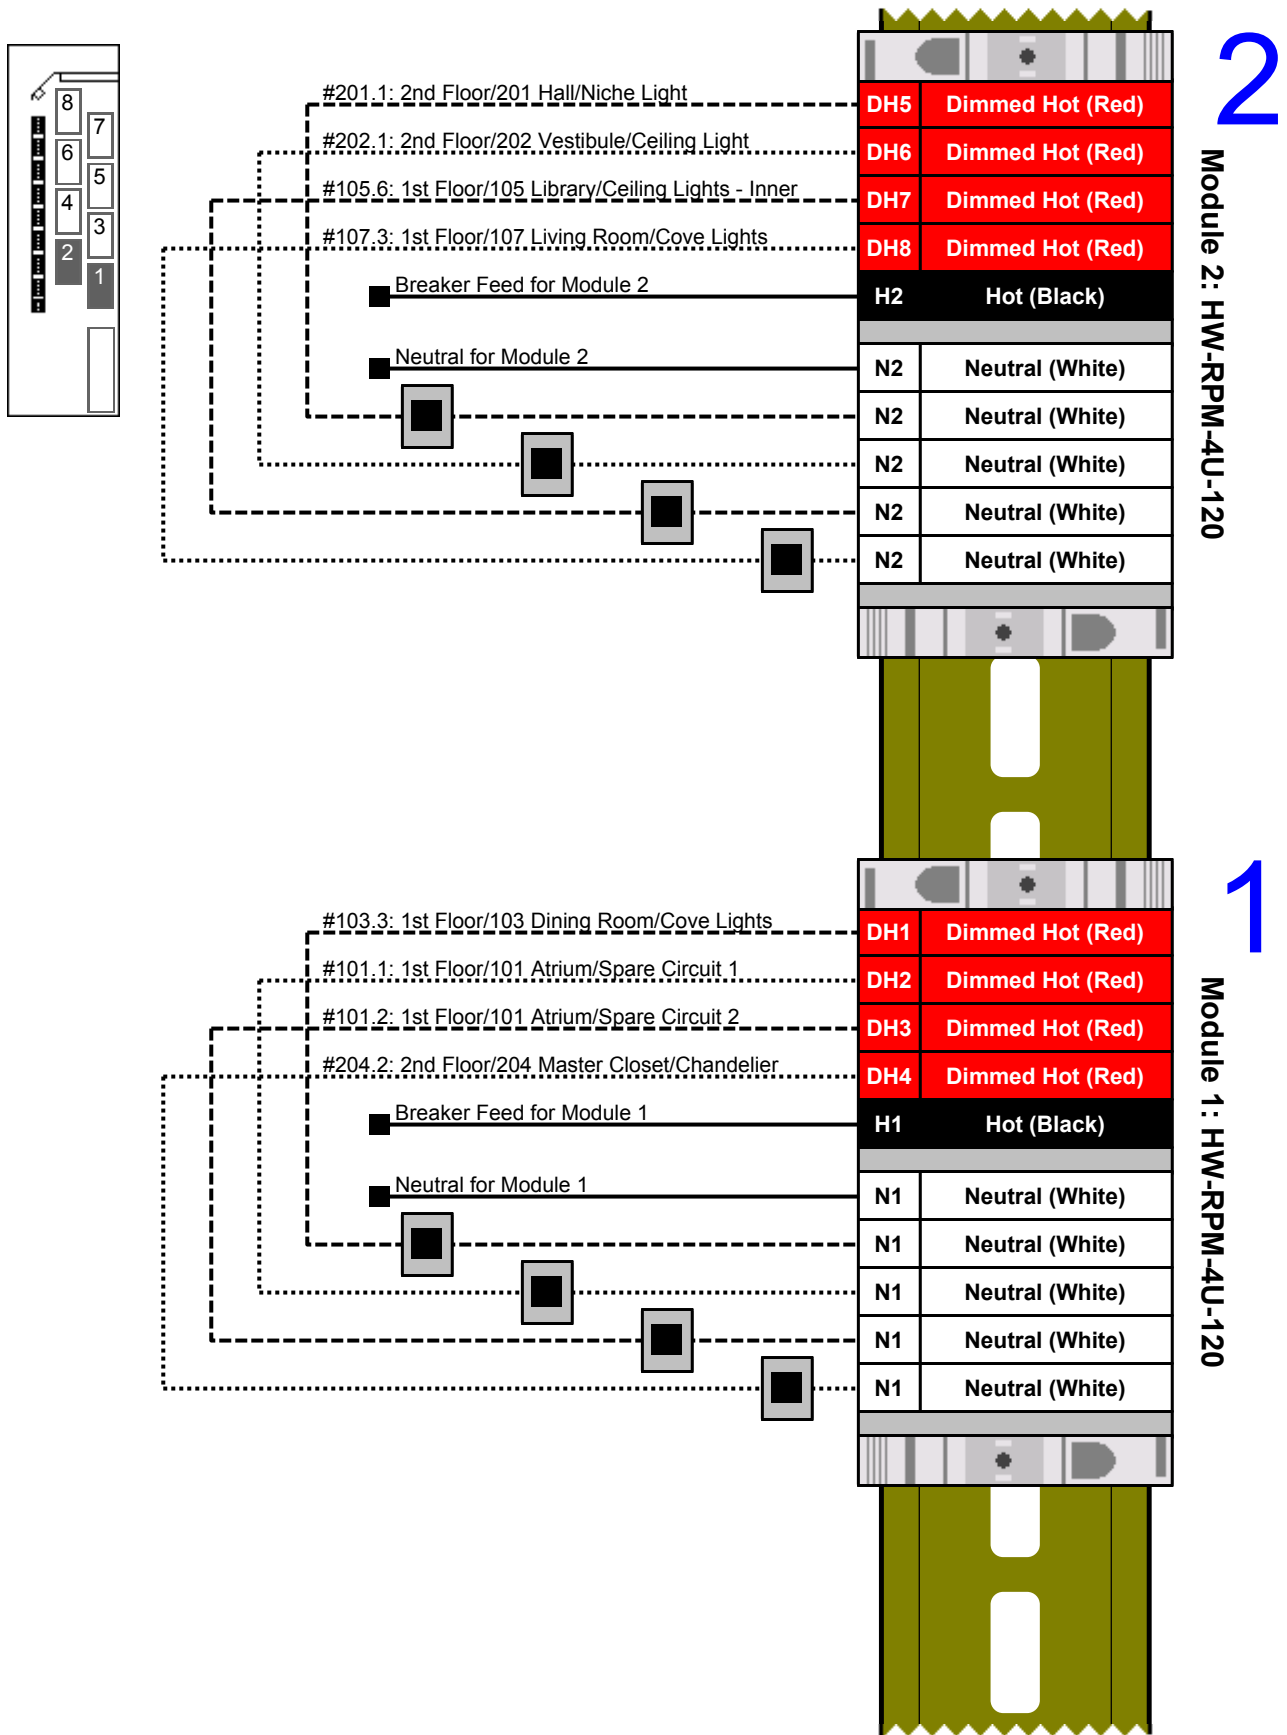 8
7
6
5
4
3
2
1
2
Module 2: HW-RPM-4U-120
#201.1: 2nd Floor/201 Hall/Niche Light
DH5 Dimmed Hot (Red)
#202.1: 2nd Floor/202 Vestibule/Ceiling Light
DH6 Dimmed Hot (Red)
#105.6: 1st Floor/105 Library/Ceiling Lights - Inner
DH7 Dimmed Hot (Red)
#107.3: 1st Floor/107 Living Room/Cove Lights
DH8 Dimmed Hot (Red)
Breaker Feed for Module 2
H2 Hot (Black)
Neutral for Module 2
N2 Neutral (White)
N2 Neutral (White)
N2 Neutral (White)
N2 Neutral (White)
N2 Neutral (White)
1
Module 1: HW-RPM-4U-120
#103.3: 1st Floor/103 Dining Room/Cove Lights
DH1 Dimmed Hot (Red)
#101.1: 1st Floor/101 Atrium/Spare Circuit 1
DH2 Dimmed Hot (Red)
#101.2: 1st Floor/101 Atrium/Spare Circuit 2
DH3 Dimmed Hot (Red)
#204.2: 2nd Floor/204 Master Closet/Chandelier
DH4 Dimmed Hot (Red)
Breaker Feed for Module 1
H1 Hot (Black)
Neutral for Module 1
N1 Neutral (White)
N1 Neutral (White)
N1 Neutral (White)
N1 Neutral (White)
N1 Neutral (White)